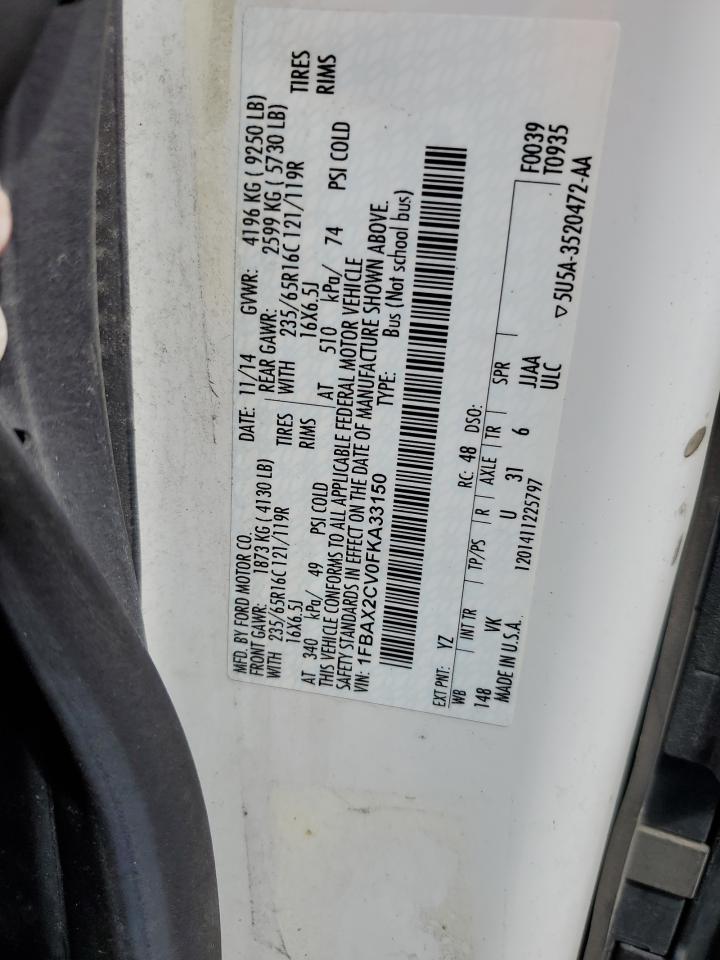 MFD. BY FORD MOTOR CO. DATE: 11/14 GVWR: 4196 KG ( 9250 LB)
FRONT GAWR: 1873 KG ( 4130 LB) REAR GAWR: 2599 KG ( 5730 LB)
WITH 235/65R16C 121/119R TIRES WITH 235/65R16C 121/119R TIRES
16X6.5J RIMS 16X6.5J RIMS
AT 340 kPa/ 49 PSI COLD AT 510 kPa/ 74 PSI COLD
THIS VEHICLE CONFORMS TO ALL APPLICABLE FEDERAL MOTOR VEHICLE
SAFETY STANDARDS IN EFFECT ON THE DATE OF MANUFACTURE SHOWN ABOVE.
VIN: 1FBAX2CV0FKA33150 TYPE: Bus (Not school bus)
EXT PNT: YZ RC: 48 DSO: F0039
WB INT TR TP/PS R AXLE TR SPR T0935
148 VK U 31 6 JJAA
MADE IN U.S.A. 1201411225797 ULC
▽5U5A-3520472-AA